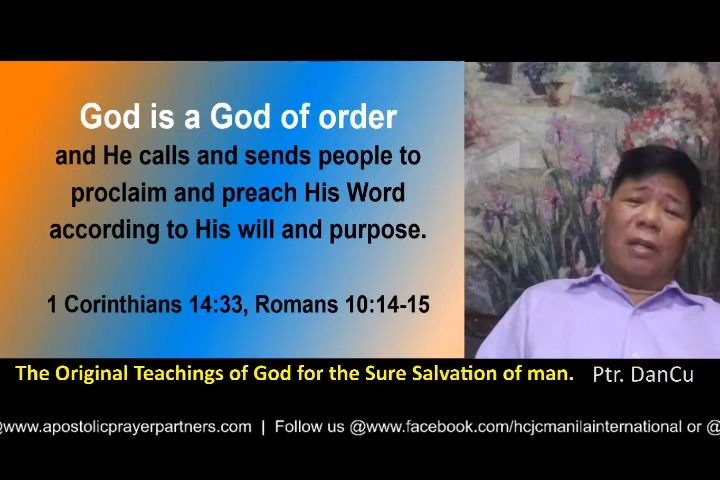 God is a God of order
and He calls and sends people to
proclaim and preach His Word
according to His will and purpose.
1 Corinthians 14:33, Romans 10:14-15
The Original Teachings of God for the Sure Salvation of man. Ptr. DanCu
@www.apostolicprayerpartners.com | Follow us @www.facebook.com/hcjcmanilainternational or @